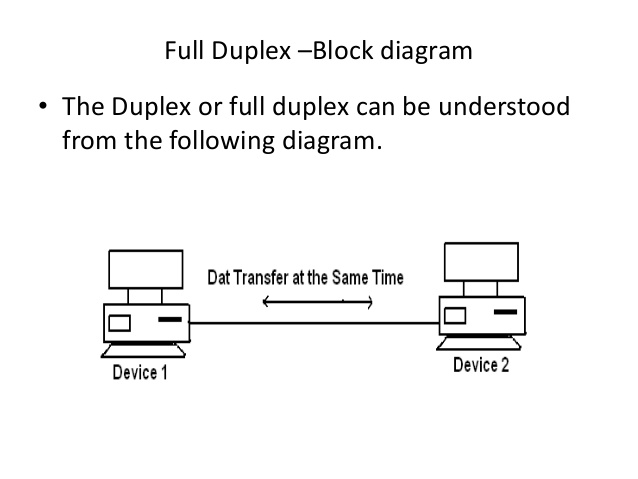 Full Duplex –Block diagram
• The Duplex or full duplex can be understood
from the following diagram.
Dat Transfer at the Same Time
Device 1
Device 2